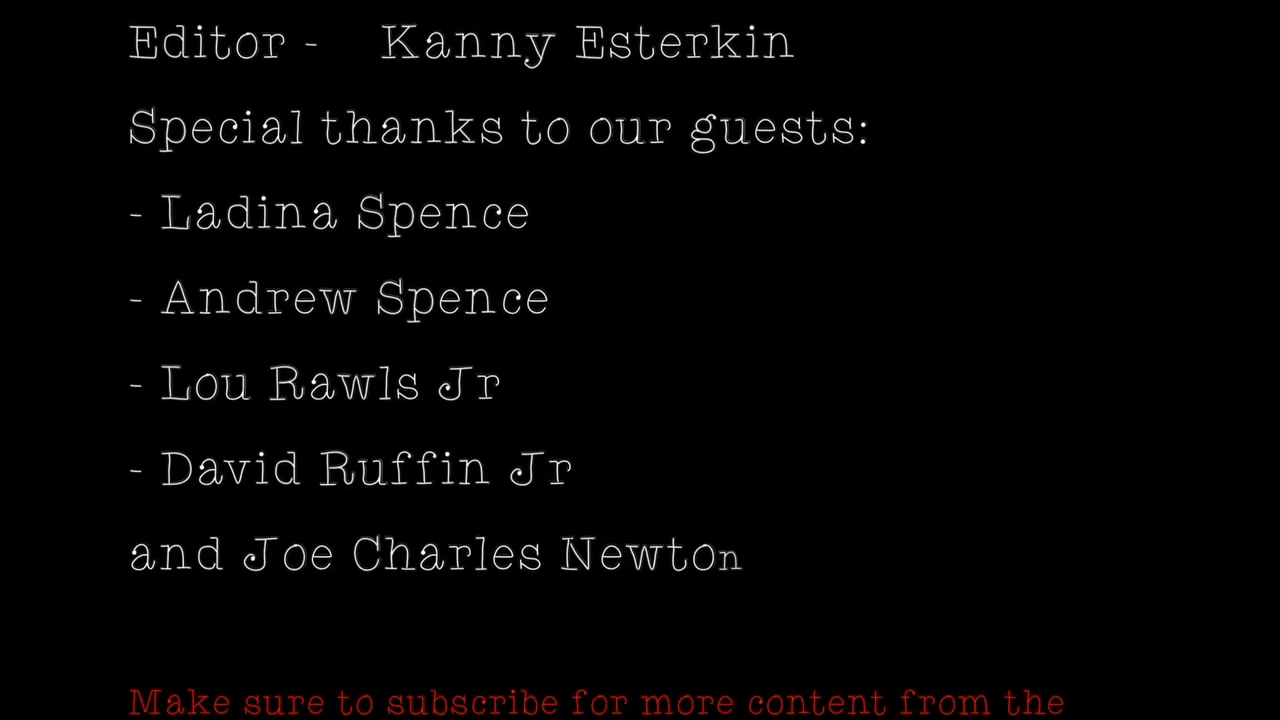 Editor - Kanny Esterkin
Special thanks to our guests:
- Ladina Spence
- Andrew Spence
- Lou Rawls Jr
- David Ruffin Jr
and Joe Charles Newton
Make sure to subscribe for more content from the